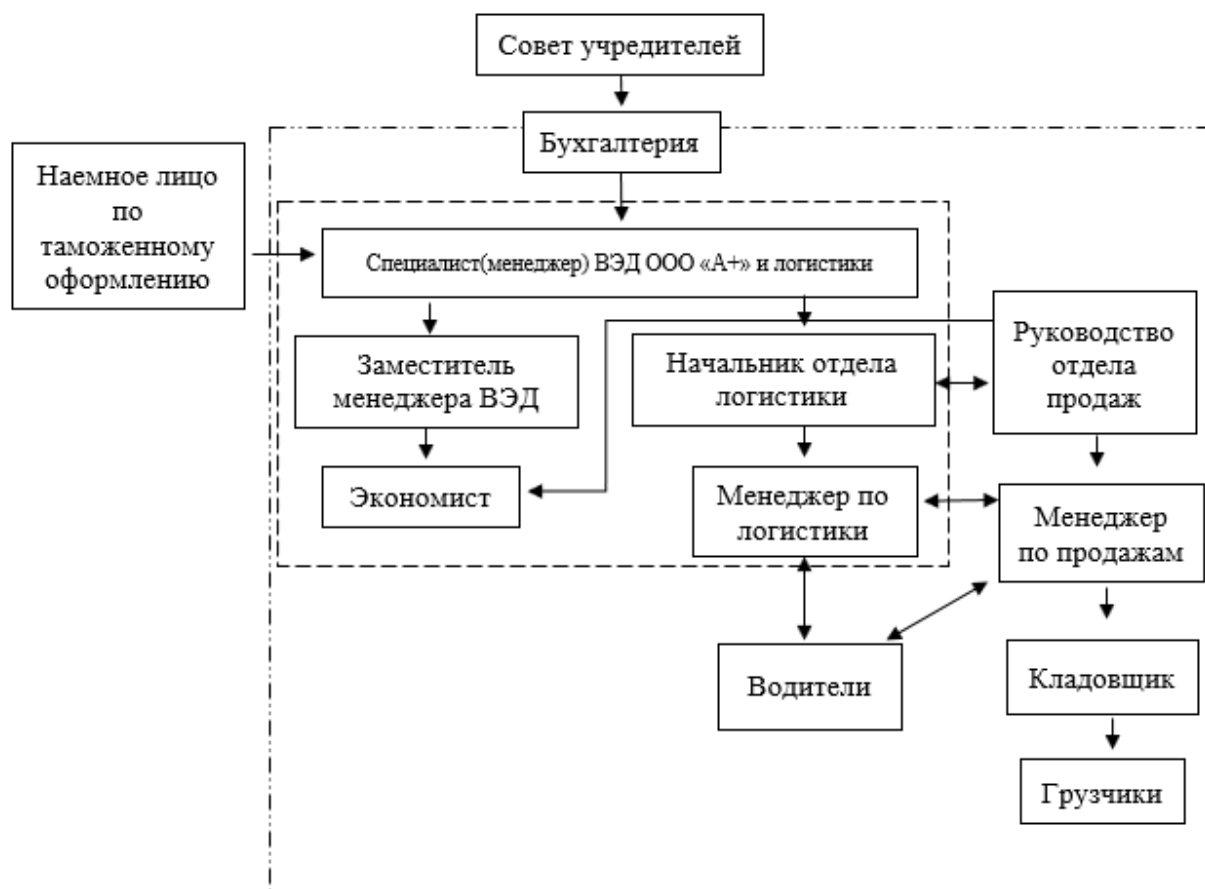 Совет учредителей
Бухгалтерия
Наемное лицо
по
таможенному
оформлению
Специалист(менеджер) ВЭД ООО «А+» и логистики
Заместитель
менеджера ВЭД
Начальник отдела
логистики
Руководство
отдела
продаж
Экономист
Менеджер по
логистики
Менеджер
по продажам
Водители
Кладовщик
Грузчики